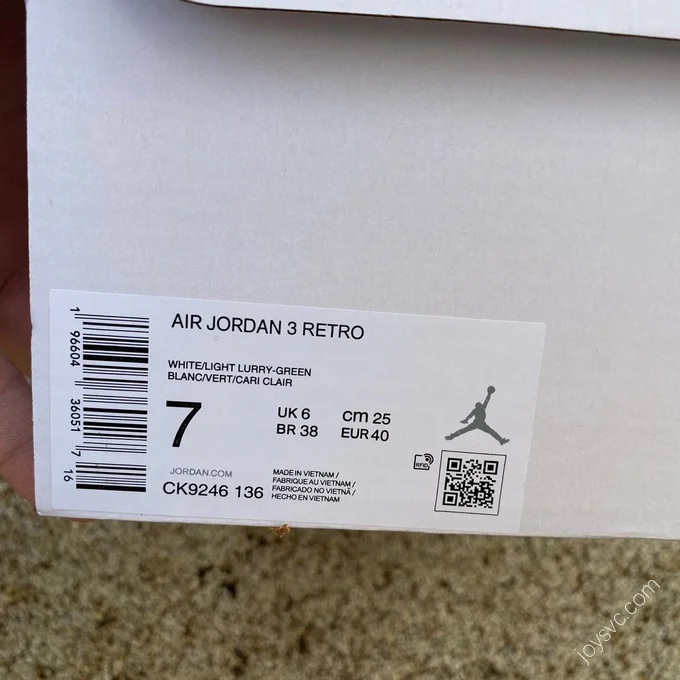 AIR JORDAN 3 RETRO
WHITE/LIGHT LURRY-GREEN
BLANC/VERT/CARI CLAIR
7
UK 6
cm 25
BR 38
EUR 40
JORDAN.COM
CK9246 136
MADE IN VIETNAM /
FABRIQUE AU VIETNAM /
FABRICADO NO VIETNÃ /
HECHO EN VIETNAM
RFID
1 96604 36051 7 16
joysvc.com